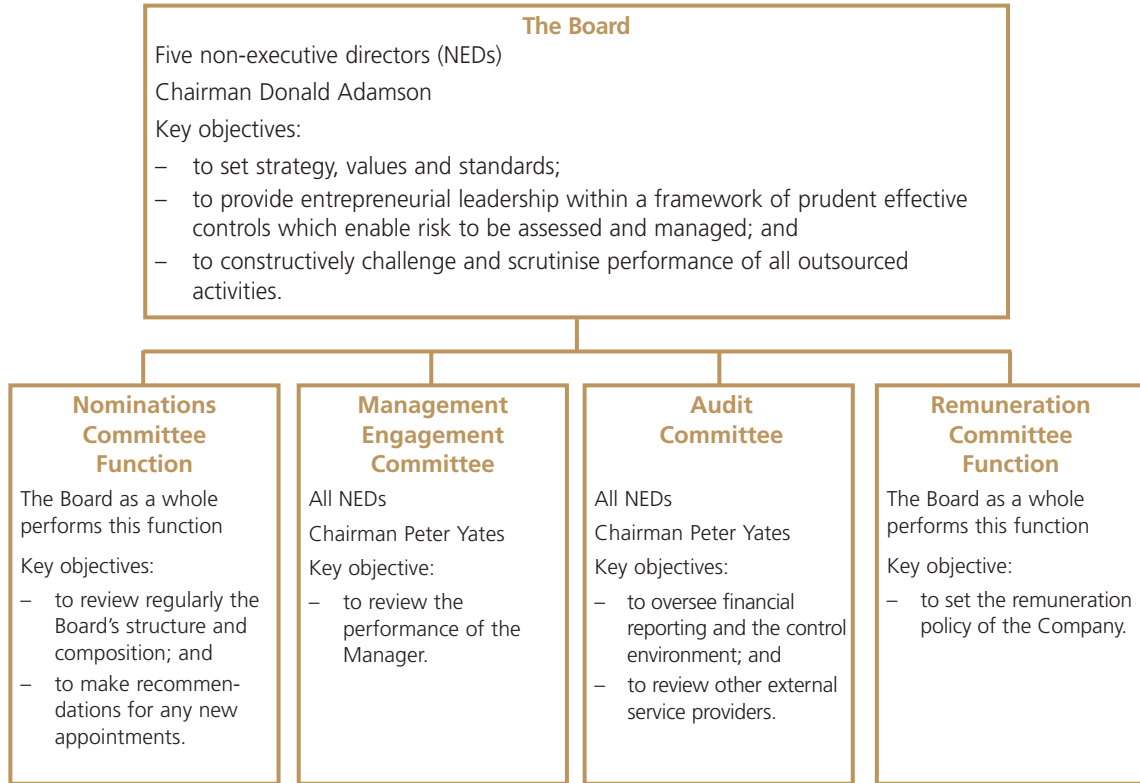 The Board
Five non-executive directors (NEDs)
Chairman Donald Adamson
Key objectives:
– to set strategy, values and standards;
– to provide entrepreneurial leadership within a framework of prudent effective
controls which enable risk to be assessed and managed; and
– to constructively challenge and scrutinise performance of all outsourced
activities.
Nominations
Committee
Function
The Board as a whole
performs this function
Key objectives:
– to review regularly the
Board’s structure and
composition; and
– to make recommen-
dations for any new
appointments.
Management
Engagement
Committee
All NEDs
Chairman Peter Yates
Key objective:
– to review the
performance of the
Manager.
Audit
Committee
All NEDs
Chairman Peter Yates
Key objectives:
– to oversee financial
reporting and the control
environment; and
– to review other external
service providers.
Remuneration
Committee
Function
The Board as a whole
performs this function
Key objective:
– to set the remuneration
policy of the Company.